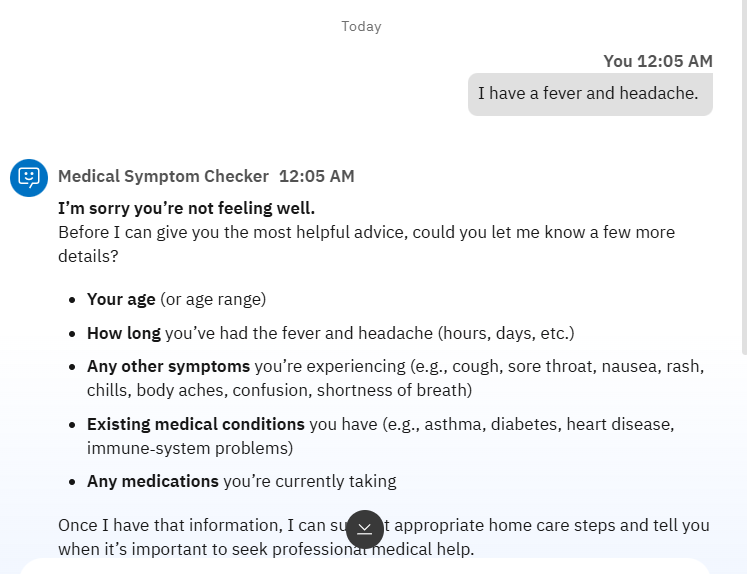 Today
You 12:05 AM
I have a fever and headache.
Medical Symptom Checker 12:05 AM
I'm sorry you're not feeling well.
Before I can give you the most helpful advice, could you let me know a few more
details?
• Your age (or age range)
• How long you've had the fever and headache (hours, days, etc.)
• Any other symptoms you're experiencing (e.g., cough, sore throat, nausea, rash,
chills, body aches, confusion, shortness of breath)
• Existing medical conditions you have (e.g., asthma, diabetes, heart disease,
immune-system problems)
• Any medications you're currently taking
Once I have that information, I can appropriate home care steps and tell you
when it's important to seek professional medical help.